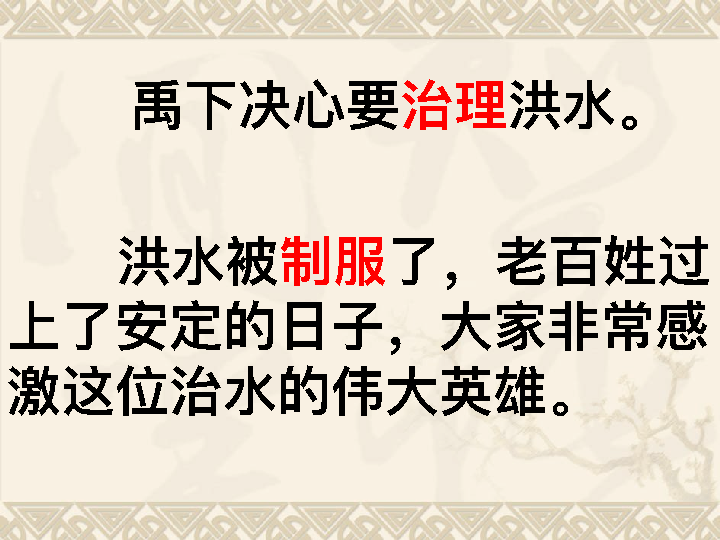 禹下决心要治理洪水。
洪水被制服了，老百姓过
上了安定的日子，大家非常感
激这位治水的伟大英雄。